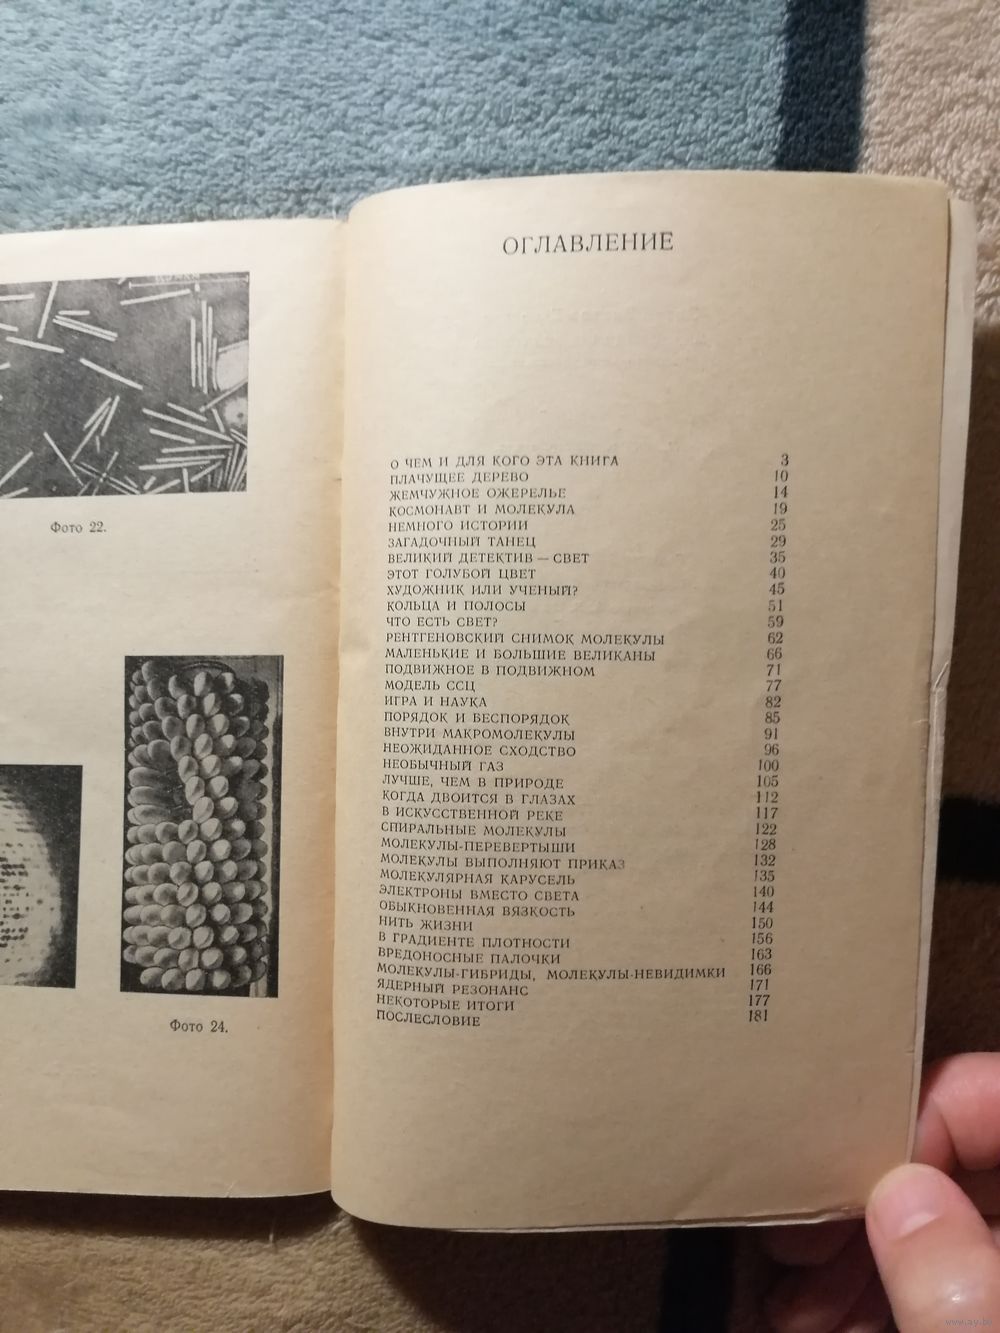 Фото 22.
Фото 24.
ОГЛАВЛЕНИЕ
О ЧЕМ И ДЛЯ КОГО ЭТА КНИГА 3
ПЛАЧУЩЕЕ ДЕРЕВО 10
ЖЕМЧУЖНОЕ ОЖЕРЕЛЬЕ 14
КОСМОНАВТ И МОЛЕКУЛА 19
НЕМНОГО ИСТОРИИ 25
ЗАГАДОЧНЫЙ ТАНЕЦ 29
ВЕЛИКИЙ ДЕТЕКТИВ — СВЕТ 35
ЭТОТ ГОЛУБОЙ ЦВЕТ 40
ХУДОЖНИК ИЛИ УЧЕНЫЙ? 45
КОЛЬЦА И ПОЛОСЫ 51
ЧТО ЕСТЬ СВЕТ? 59
РЕНТГЕНОВСКИЙ СНИМОК МОЛЕКУЛЫ 62
МАЛЕНЬКИЕ И БОЛЬШИЕ ВЕЛИКАНЫ 66
ПОДВИЖНОЕ В ПОДВИЖНОМ 71
МОДЕЛЬ ССЦ 77
ИГРА И НАУКА 82
ПОРЯДОК И БЕСПОРЯДОК 85
ВНУТРИ МАКРОМОЛЕКУЛЫ 91
НЕОЖИДАННОЕ СХОДСТВО 96
НЕОБЫЧНЫЙ ГАЗ 100
ЛУЧШЕ, ЧЕМ В ПРИРОДЕ 105
КОГДА ДВОИТСЯ В ГЛАЗАХ 112
В ИСКУССТВЕННОЙ РЕКЕ 117
СПИРАЛЬНЫЕ МОЛЕКУЛЫ 122
МОЛЕКУЛЫ-ПЕРЕВЕРТЫШИ 128
МОЛЕКУЛЫ ВЫПОЛНЯЮТ ПРИКАЗ 132
МОЛЕКУЛЯРНАЯ КАРУСЕЛЬ 135
ЭЛЕКТРОНЫ ВМЕСТО СВЕТА 140
ОБЫКНОВЕННАЯ ВЯЗКОСТЬ 144
НИТЬ ЖИЗНИ 150
В ГРАДИЕНТЕ ПЛОТНОСТИ 156
ВРЕДОНОСНЫЕ ПАЛОЧКИ 163
МОЛЕКУЛЫ-ГИБРИДЫ, МОЛЕКУЛЫ-НЕВИДИМКИ 166
ЯДЕРНЫЙ РЕЗОНАНС 171
НЕКОТОРЫЕ ИТОГИ 177
ПОСЛЕСЛОВИЕ 181
www.ay.by